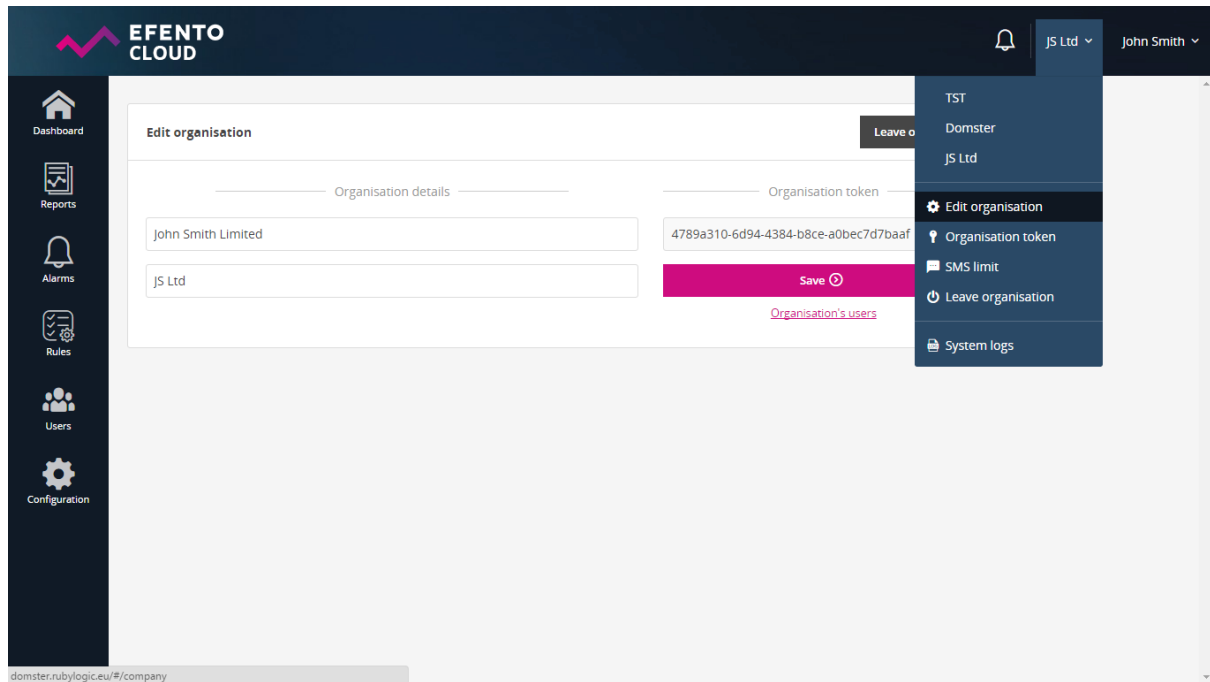 EFENTO
CLOUD
JS Ltd
John Smith
Dashboard
Reports
Alarms
Rules
Users
Configuration
Edit organisation
Leave o
Organisation details
Organisation token
John Smith Limited
4789a310-6d94-4384-b8ce-a0bec7d7baaf
JS Ltd
Save
Organisation's users
TST
Domster
JS Ltd
Edit organisation
Organisation token
SMS limit
Leave organisation
System logs
domster.rubylogic.eu/#/company